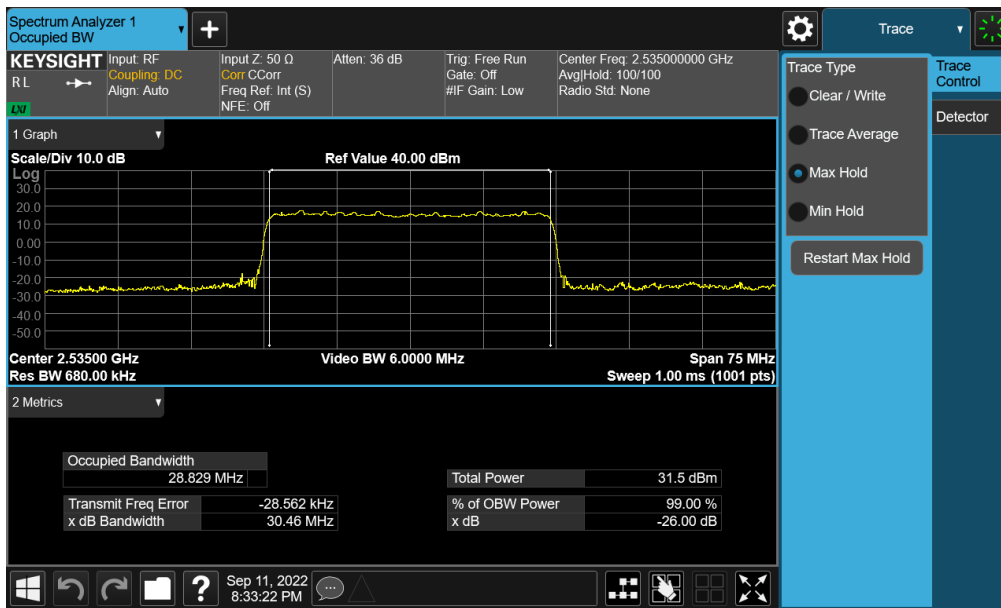 Spectrum Analyzer 1
Occupied BW
▼
+
Trace
▼
KEYSIGHT
R L
LXI
Input: RF
Coupling: DC
Align: Auto
Input Z: 50 Ω
Corr CCorr
Freq Ref: Int (S)
NFE: Off
Atten: 36 dB
Trig: Free Run
Gate: Off
#IF Gain: Low
Center Freq: 2.535000000 GHz
Avg|Hold: 100/100
Radio Std: None
Trace Type
Clear / Write
Trace Average
Max Hold
Min Hold
Restart Max Hold
Trace
Control
Detector
1 Graph
▼
Scale/Div 10.0 dB
Ref Value 40.00 dBm
Log
30.0
20.0
10.0
0.00
-10.0
-20.0
-30.0
-40.0
-50.0
Center 2.53500 GHz
Video BW 6.0000 MHz
Span 75 MHz
Res BW 680.00 kHz
Sweep 1.00 ms (1001 pts)
2 Metrics
▼
Occupied Bandwidth
28.829 MHz
Total Power 31.5 dBm
Transmit Freq Error -28.562 kHz
% of OBW Power 99.00 %
x dB Bandwidth 30.46 MHz
x dB -26.00 dB
?
Sep 11, 2022
8:33:22 PM